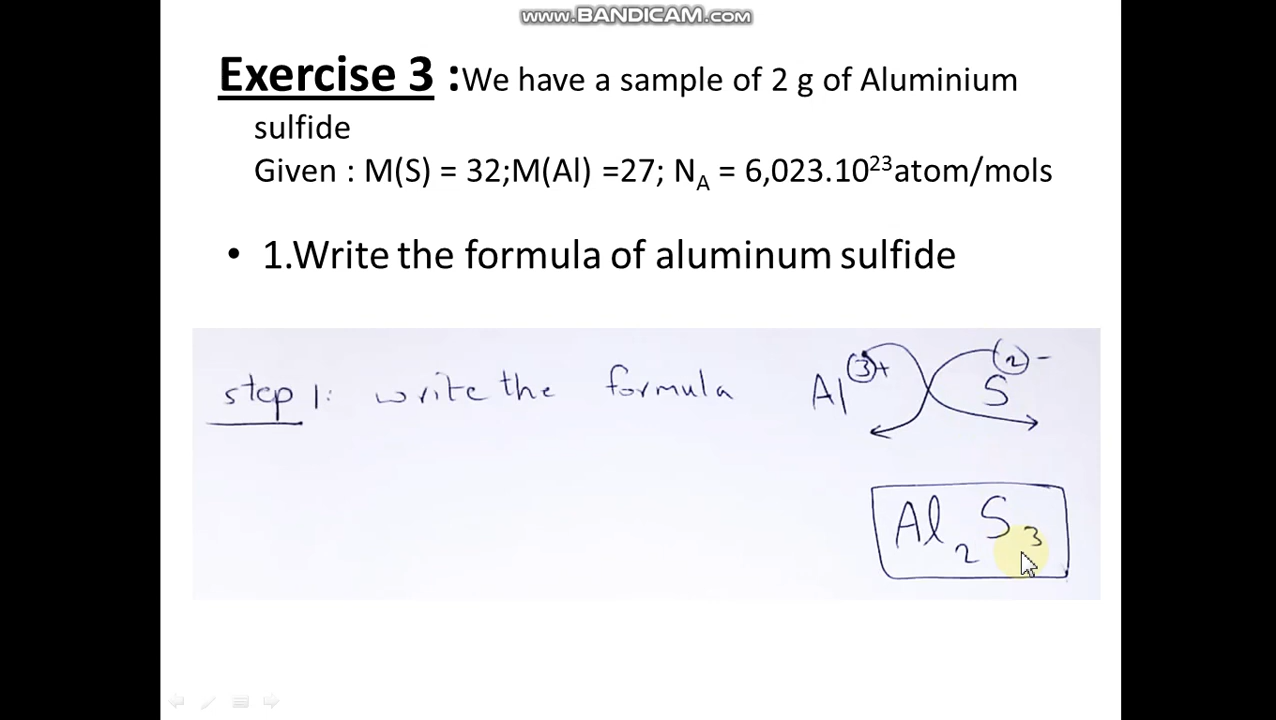 www.BANDICAM.com
Exercise 3 :We have a sample of 2 g of Aluminium
sulfide
Given : M(S) = 32;M(Al) =27; N_A = 6,023.10²³atom/mols
• 1.Write the formula of aluminum sulfide
step 1: write the formula Al³⁺ S²⁻
Al₂S₃